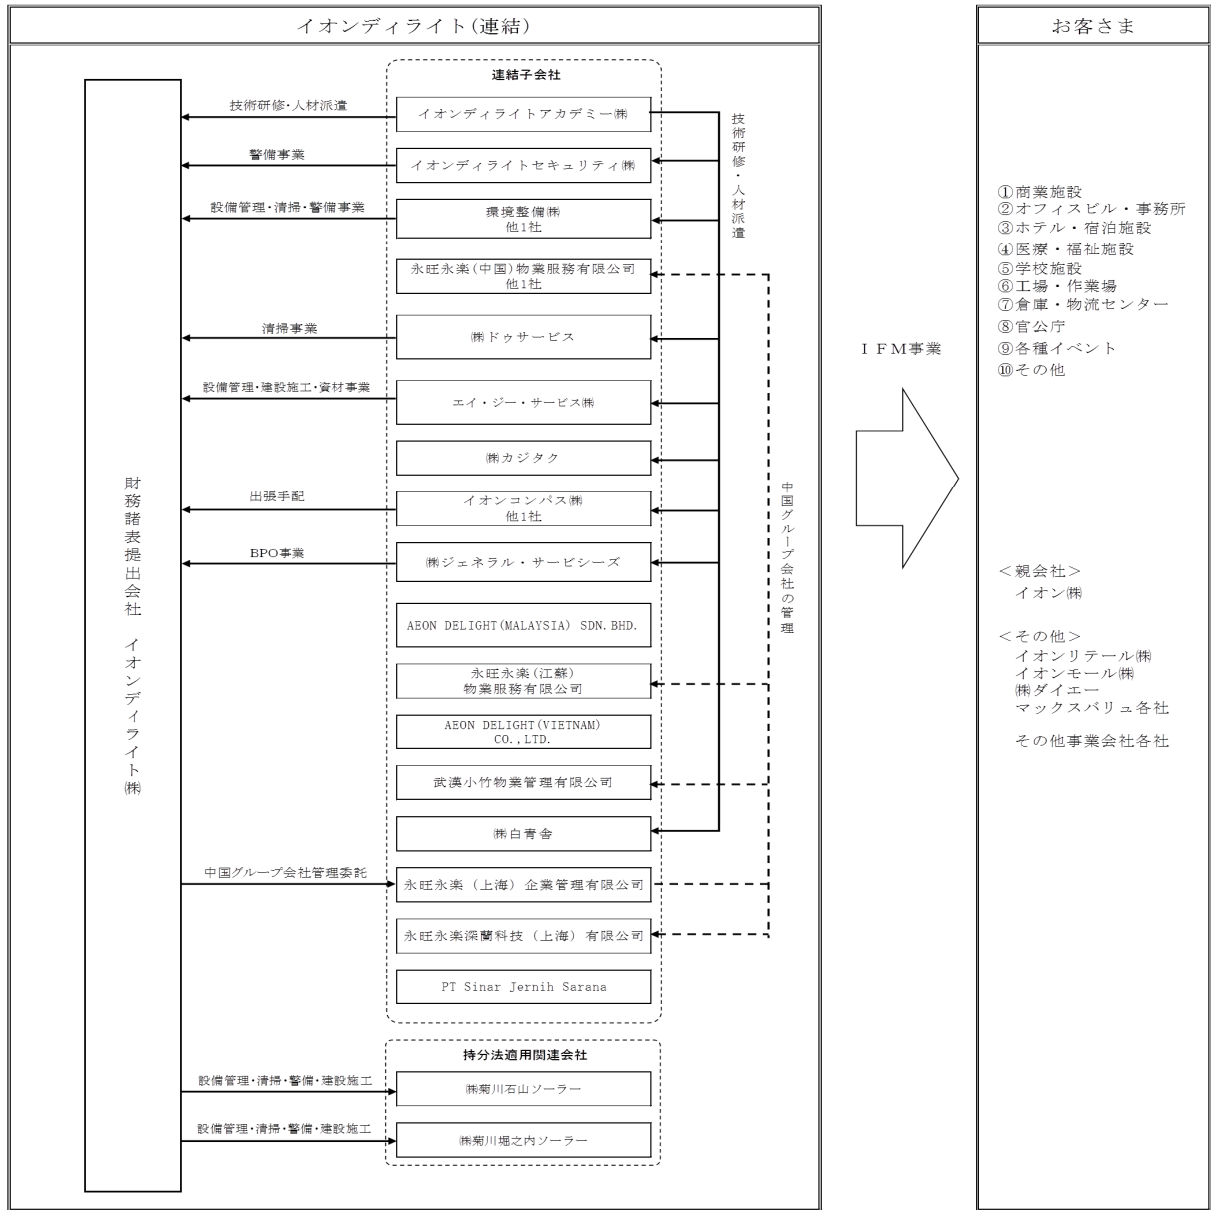 イオンディライト(連結)
お客さま
連結子会社
技術研修・人材派遣
イオンディライトアカデミー㈱
技術研修・人材派遣
警備事業
イオンディライトセキュリティ㈱
設備管理・清掃・警備事業
環境整備㈱
他1社
永旺永楽(中国)物業服務有限公司
他1社
清掃事業
㈱ドゥサービス
設備管理・建設施工・資材事業
エイ・ジー・サービス㈱
㈱カジタク
出張手配
イオンコンパス㈱
他1社
BPO事業
㈱ジェネラル・サービシーズ
AEON DELIGHT(MALAYSIA) SDN.BHD.
永旺永楽(江蘇)
物業服務有限公司
AEON DELIGHT(VIETNAM)
CO.,LTD.
武漢小竹物業管理有限公司
㈱白青舎
中国グループ会社管理委託
永旺永楽（上海）企業管理有限公司
永旺永楽深蘭科技（上海）有限公司
PT Sinar Jernih Sarana
中国グループ会社の管理
財務諸表提出会社　イオンディライト㈱
持分法適用関連会社
設備管理・清掃・警備・建設施工
㈱菊川石山ソーラー
設備管理・清掃・警備・建設施工
㈱菊川堀之内ソーラー
ＩＦＭ事業
①商業施設
②オフィスビル・事務所
③ホテル・宿泊施設
④医療・福祉施設
⑤学校施設
⑥工場・作業場
⑦倉庫・物流センター
⑧官公庁
⑨各種イベント
⑩その他
＜親会社＞
イオン㈱
＜その他＞
イオンリテール㈱
イオンモール㈱
㈱ダイエー
マックスバリュ各社
その他事業会社各社